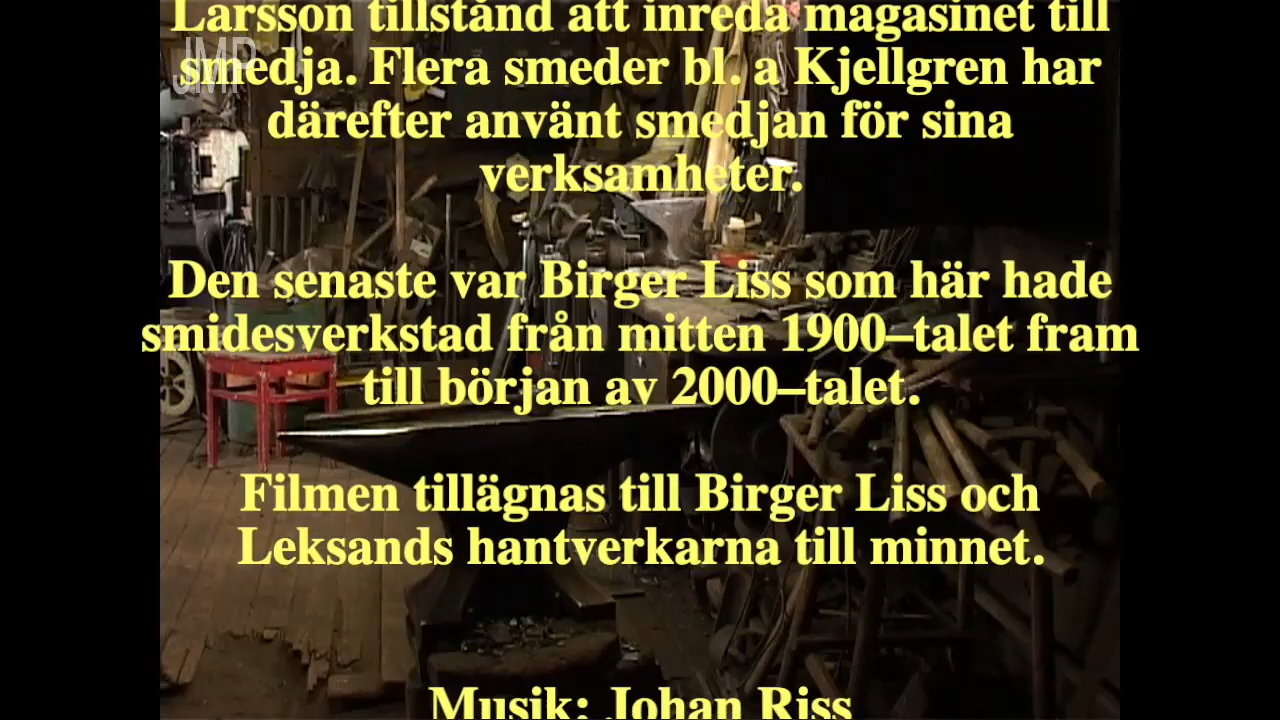 Larsson tillstånd att inreda magasinet till
JMP
smedja. Flera smeder bl. a Kjellgren har
därefter använt smedjan för sina
verksamheter.
Den senaste var Birger Liss som här hade
smidesverkstad från mitten 1900–talet fram
till början av 2000–talet.
Filmen tillägnas till Birger Liss och
Leksands hantverkarna till minnet.
Musik: Johan Riss